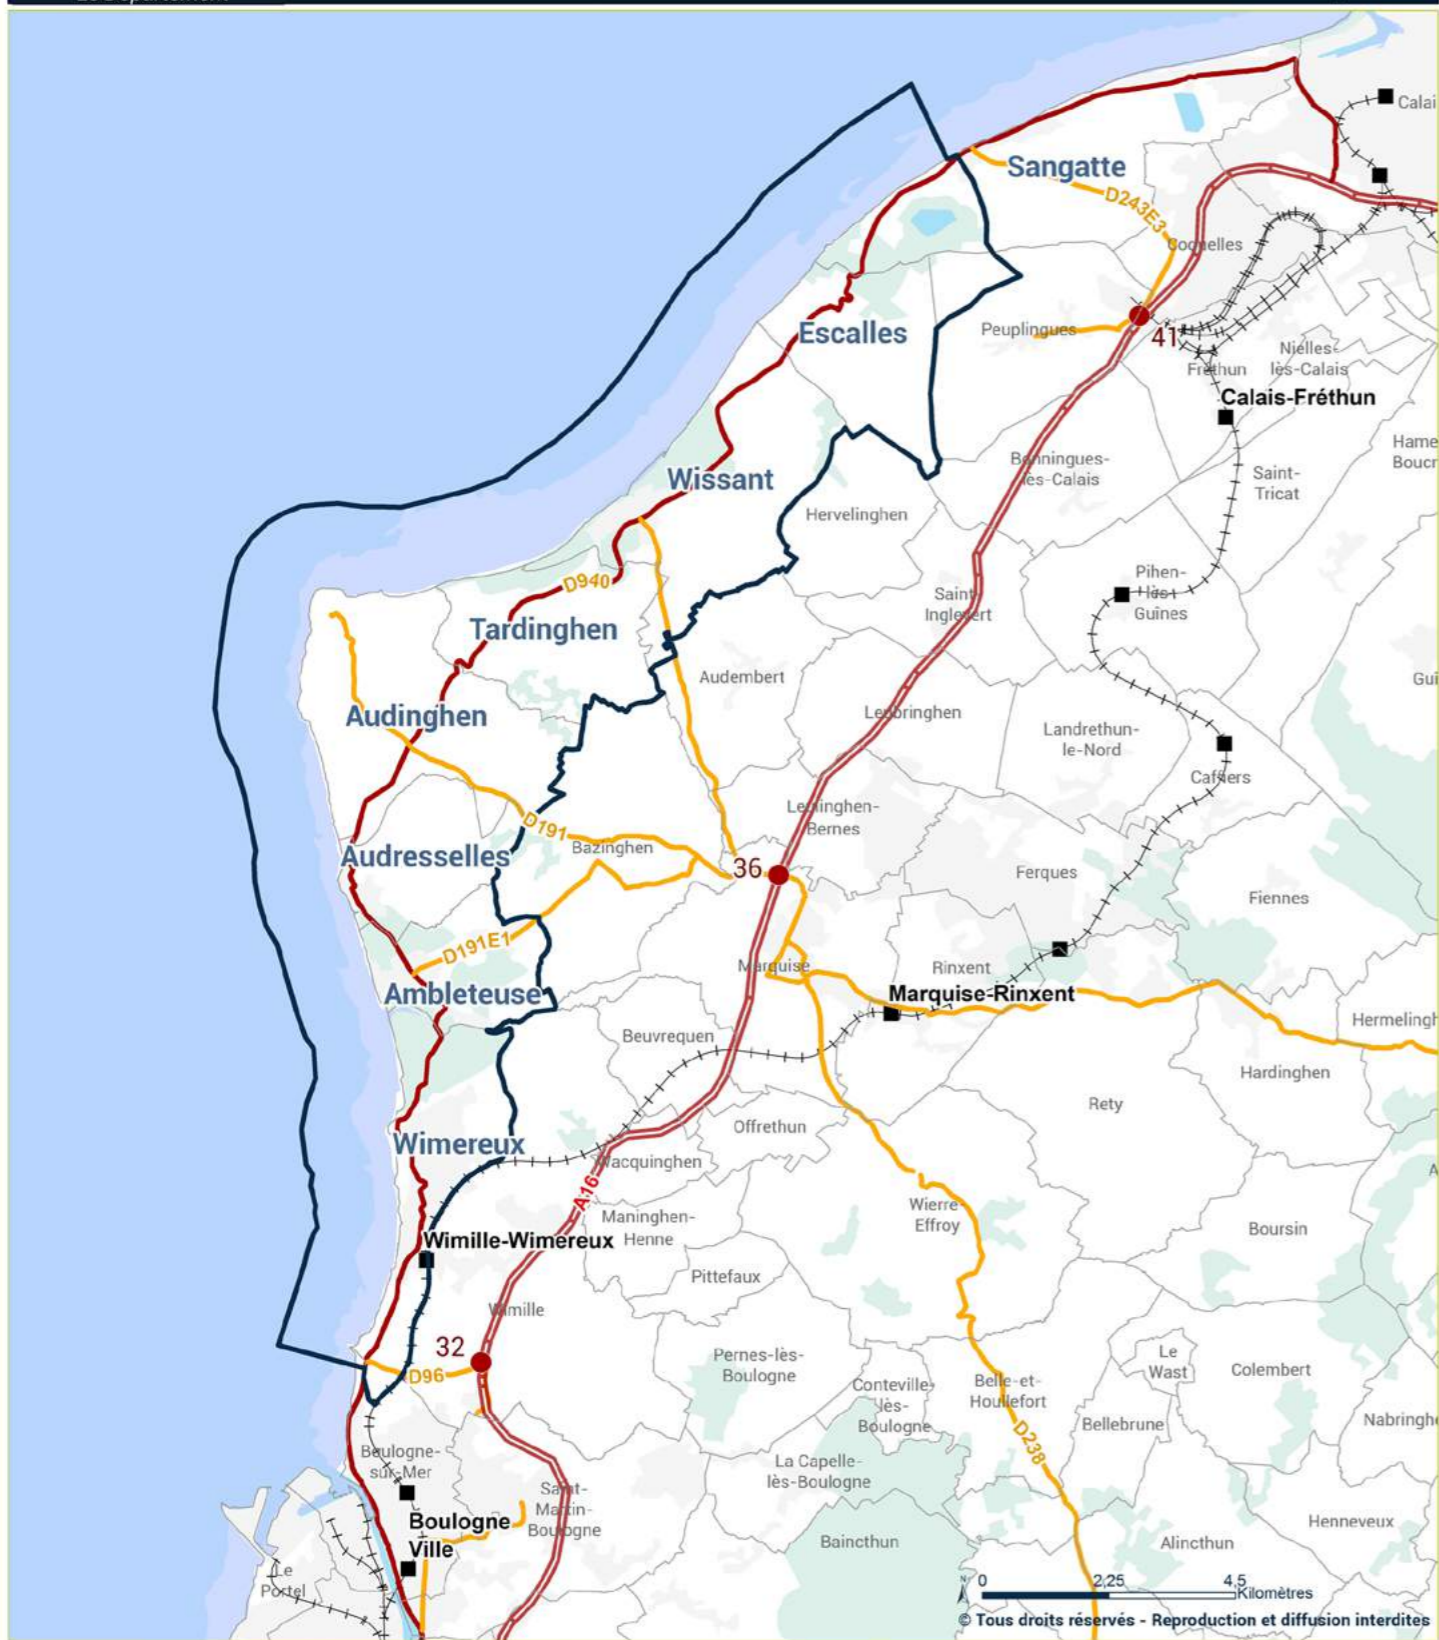 Le Département
Calai
Sangatte
D243E3
Coquelles
Escalles
Peuplingues
41
Nielles-
lès-Calais
Fréthun
Calais-Fréthun
Hame
Boucr
Wissant
Bonningues-
les-Calais
Saint-
Tricat
Hervelinghen
D940
Pihen-
lès-
Guînes
Saint-
Inglevert
Tardinghen
Audembert
Gui
Audinghen
Leubringhen
Landrethun-
le-Nord
Caffiers
Leulinghen-
Bernes
D191
Bazinghen
Audresselles
36
Ferques
Fiennes
D191E1
Marquise
Rinxent
Ambleteuse
Marquise-Rinxent
Hermelingh
Beuvrequen
Hardinghen
Rety
Offrethun
Wimereux
Wacquinghen
A16
Wierre-
Effroy
Maninghen-
Henne
Boursin
Wimille-Wimereux
Pittefaux
Wimille
32
Pernes-lès-
Boulogne
Le
Wast
Colembert
D96
Conteville-
lès-
Boulogne
Belle-et-
Houllefort
Bellebrune
Nabringhe
D238
Boulogne-
sur-Mer
La Capelle-
lès-Boulogne
Saint-
Martin-
Boulogne
Boulogne
Ville
Baincthun
Alincthun
Henneveux
Le
Portel
N
0 2,25 4,5
Kilomètres
© Tous droits réservés - Reproduction et diffusion interdites